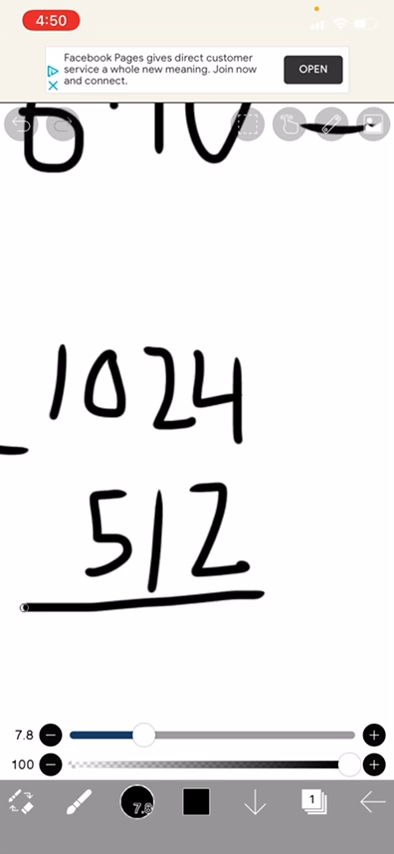 4:50
Facebook Pages gives direct customer
service a whole new meaning. Join now
and connect.
OPEN
1024
-
512
7.8
100
7.8
1